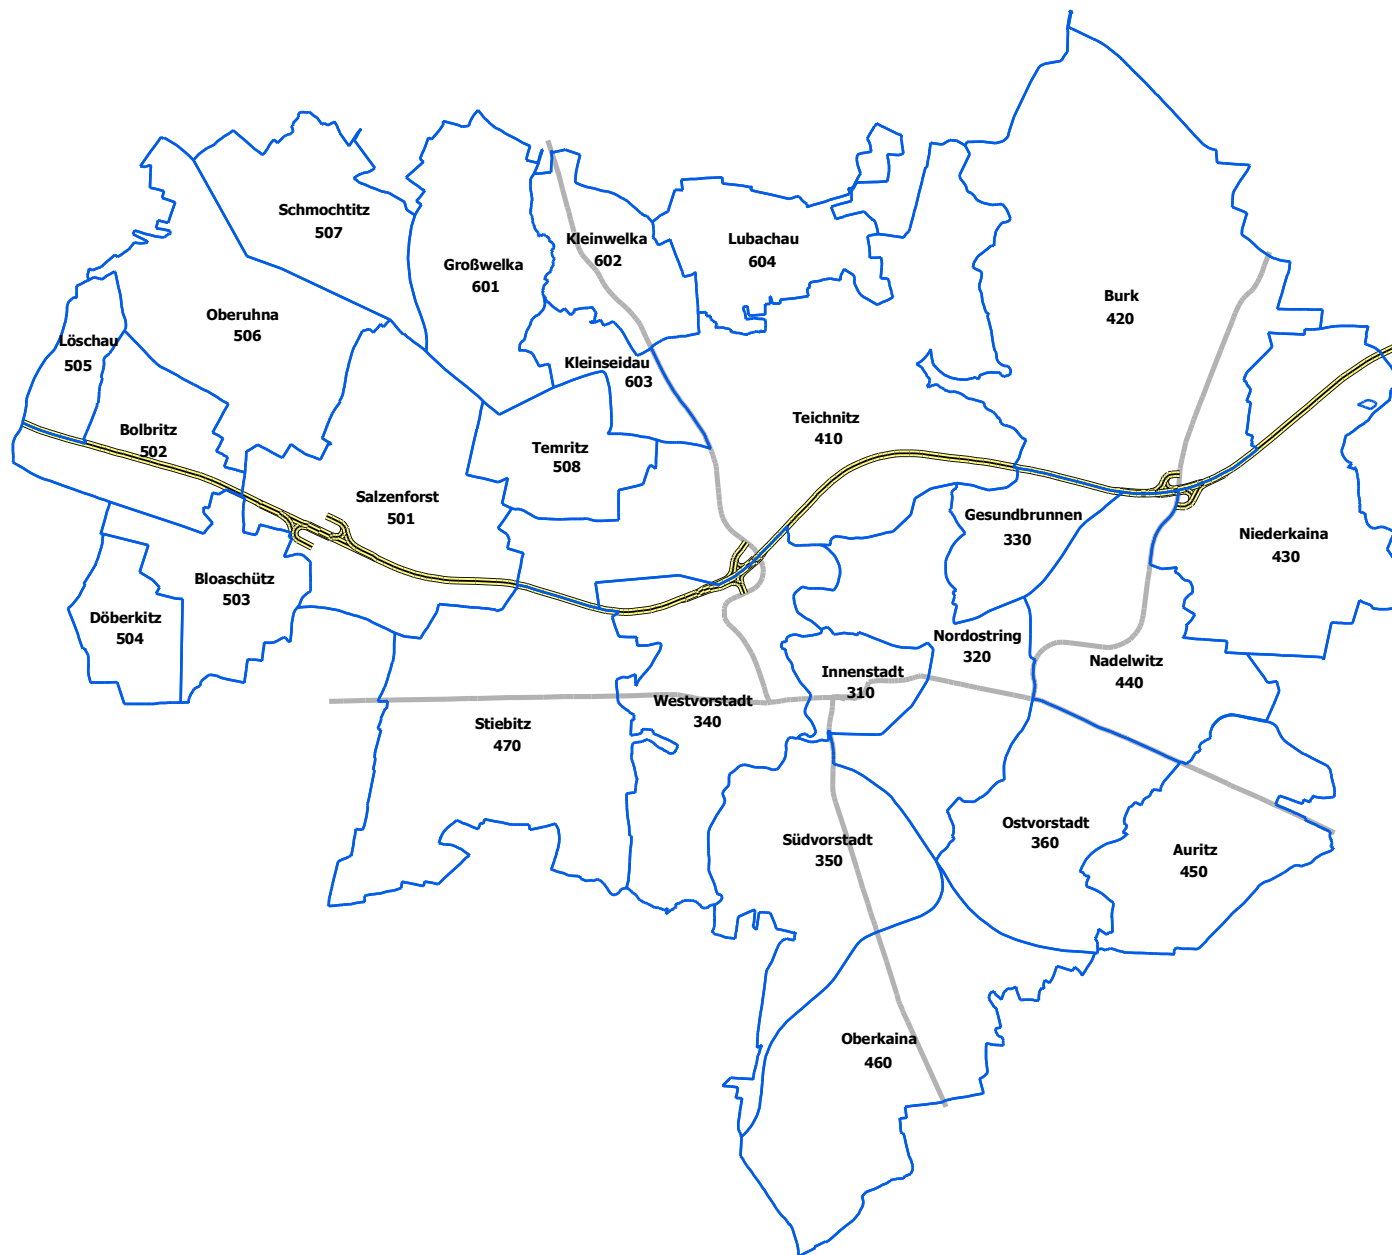 Schmochtitz
507
Kleinwelka
602
Lubachau
604
Großwelka
601
Burk
420
Oberuhna
506
Löschau
505
Kleinseidau
603
Teichnitz
410
Bolbritz
502
Temritz
508
Salzenforst
501
Gesundbrunnen
330
Niederkaina
430
Bloaschütz
503
Döberkitz
504
Nordostring
320
Innenstadt
310
Nadelwitz
440
Westvorstadt
340
Stiebitz
470
Ostvorstadt
360
Südvorstadt
350
Auritz
450
Oberkaina
460